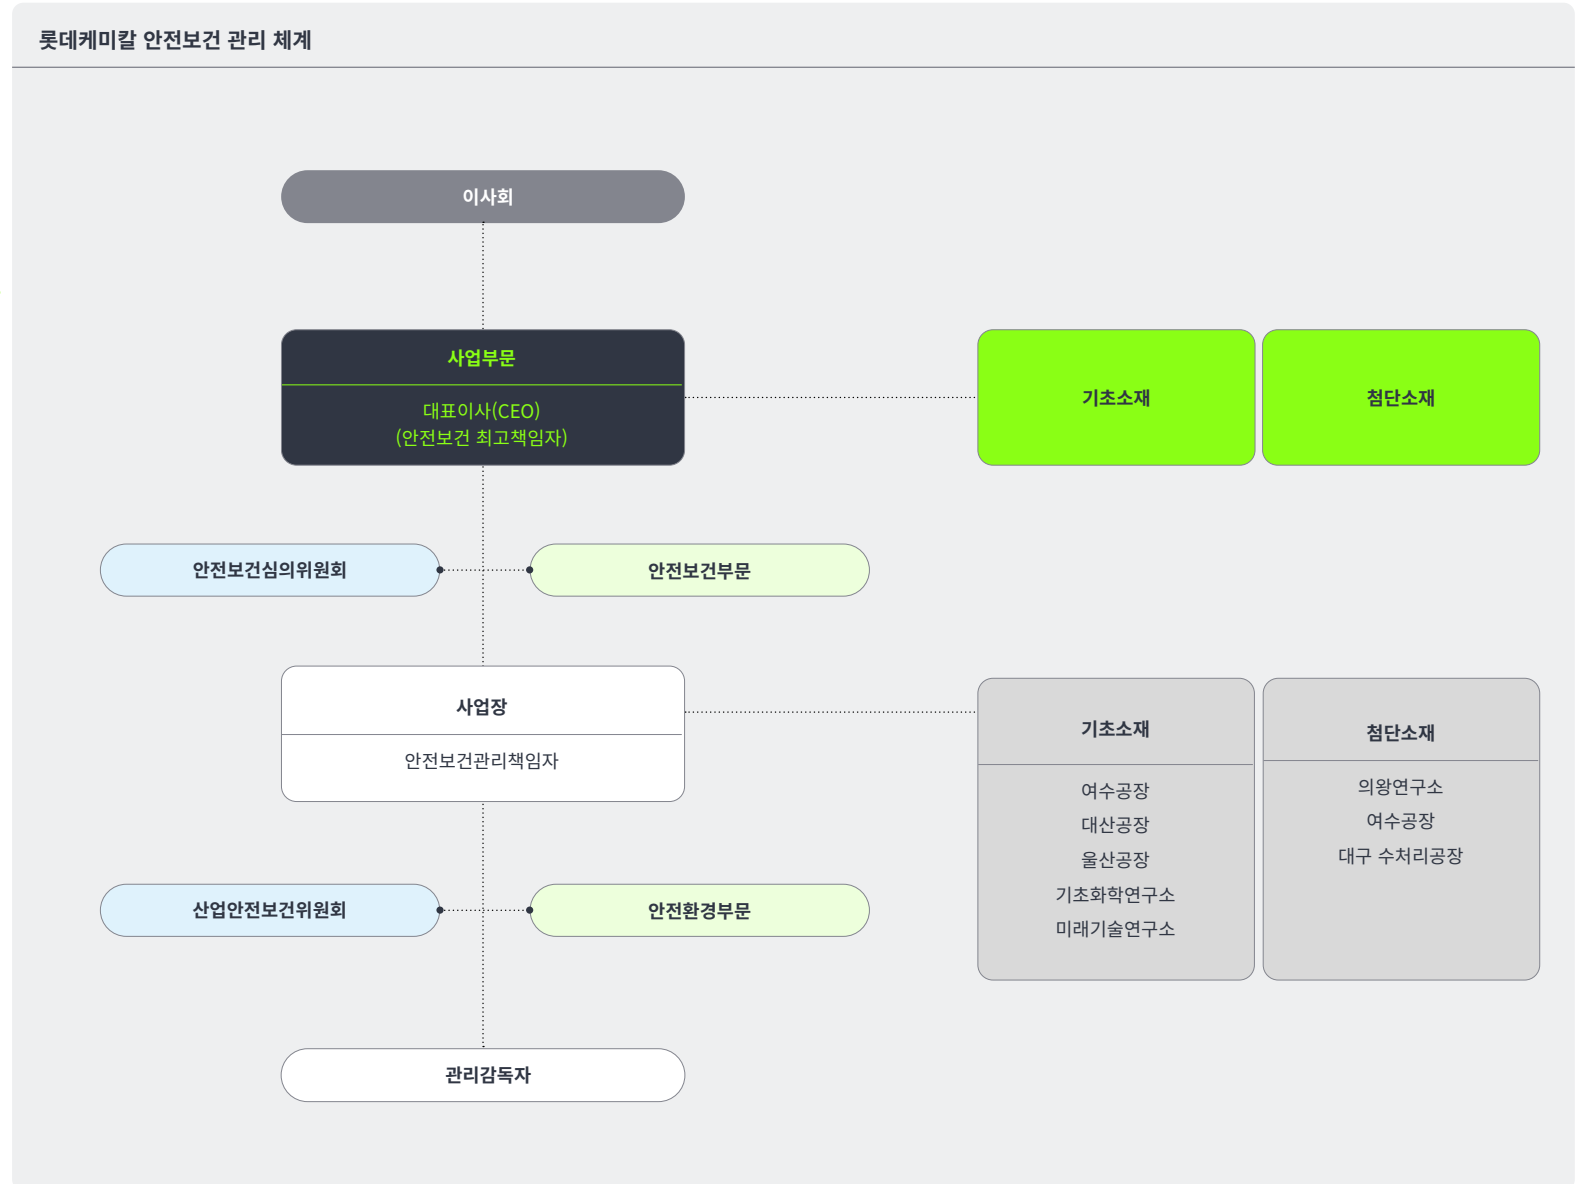 롯데케미칼 안전보건 관리 체계
이사회
사업부문
대표이사(CEO)
(안전보건 최고책임자)
기초소재
첨단소재
안전보건심의위원회
안전보건부문
사업장
안전보건관리책임자
기초소재
여수공장
대산공장
울산공장
기초화학연구소
미래기술연구소
첨단소재
의왕연구소
여수공장
대구 수처리공장
산업안전보건위원회
안전환경부문
관리감독자